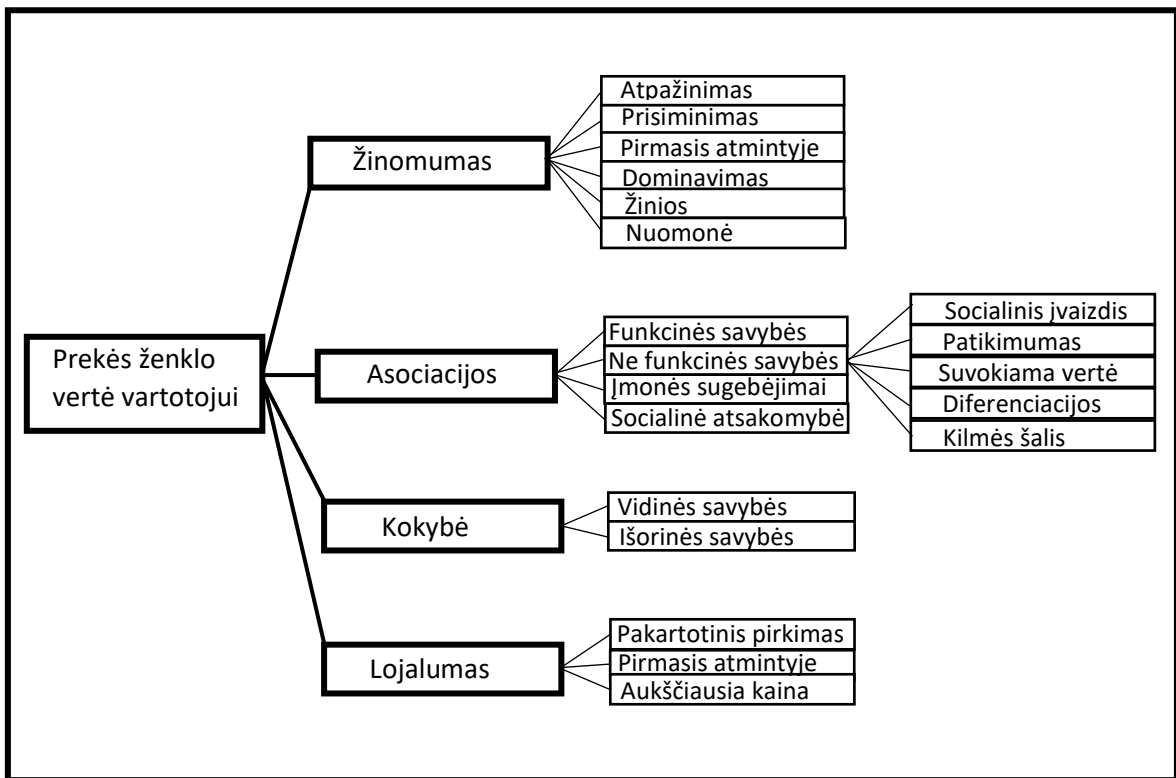 Prekės ženklo
vertė vartotojui
Žinomumas
Atpažinimas
Prisiminimas
Pirmasis atmintyje
Dominavimas
Žinios
Nuomonė
Asociacijos
Funkcinės savybės
Ne funkcinės savybės
Įmonės sugebėjimai
Socialinė atsakomybė
Socialinis įvaizdis
Patikimumas
Suvokiama vertė
Diferenciacijos
Kilmės šalis
Kokybė
Vidinės savybės
Išorinės savybės
Lojalumas
Pakartotinis pirkimas
Pirmasis atmintyje
Aukščiausia kaina